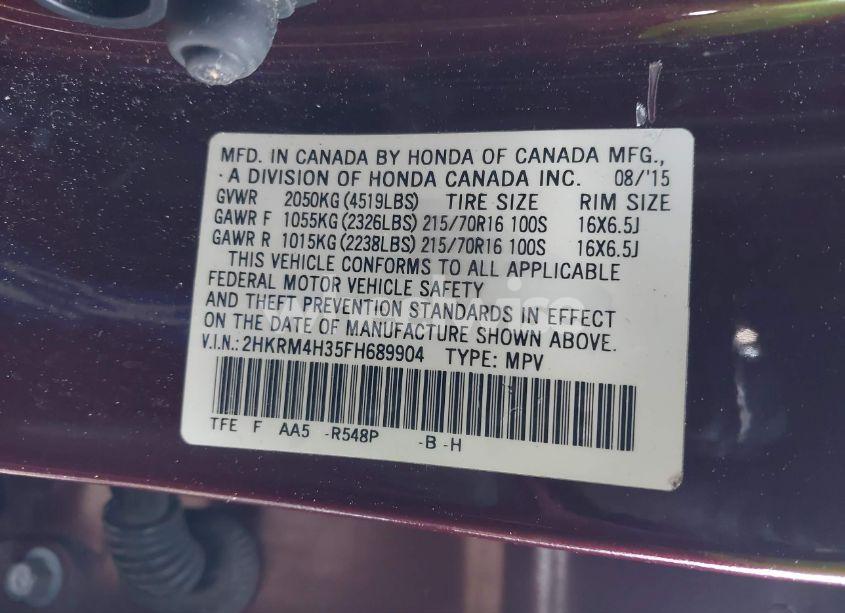 MFD. IN CANADA BY HONDA OF CANADA MFG.,
A DIVISION OF HONDA CANADA INC. 08/'15
GVWR 2050KG (4519LBS) TIRE SIZE RIM SIZE
GAWR F 1055KG (2326LBS) 215/70R16 100S 16X6.5J
GAWR R 1015KG (2238LBS) 215/70R16 100S 16X6.5J
THIS VEHICLE CONFORMS TO ALL APPLICABLE
FEDERAL MOTOR VEHICLE SAFETY
AND THEFT PREVENTION STANDARDS IN EFFECT
ON THE DATE OF MANUFACTURE SHOWN ABOVE.
V.I.N.: 2HKRM4H35FH689904 TYPE: MPV
TFE F AA5 -R548P -B -H